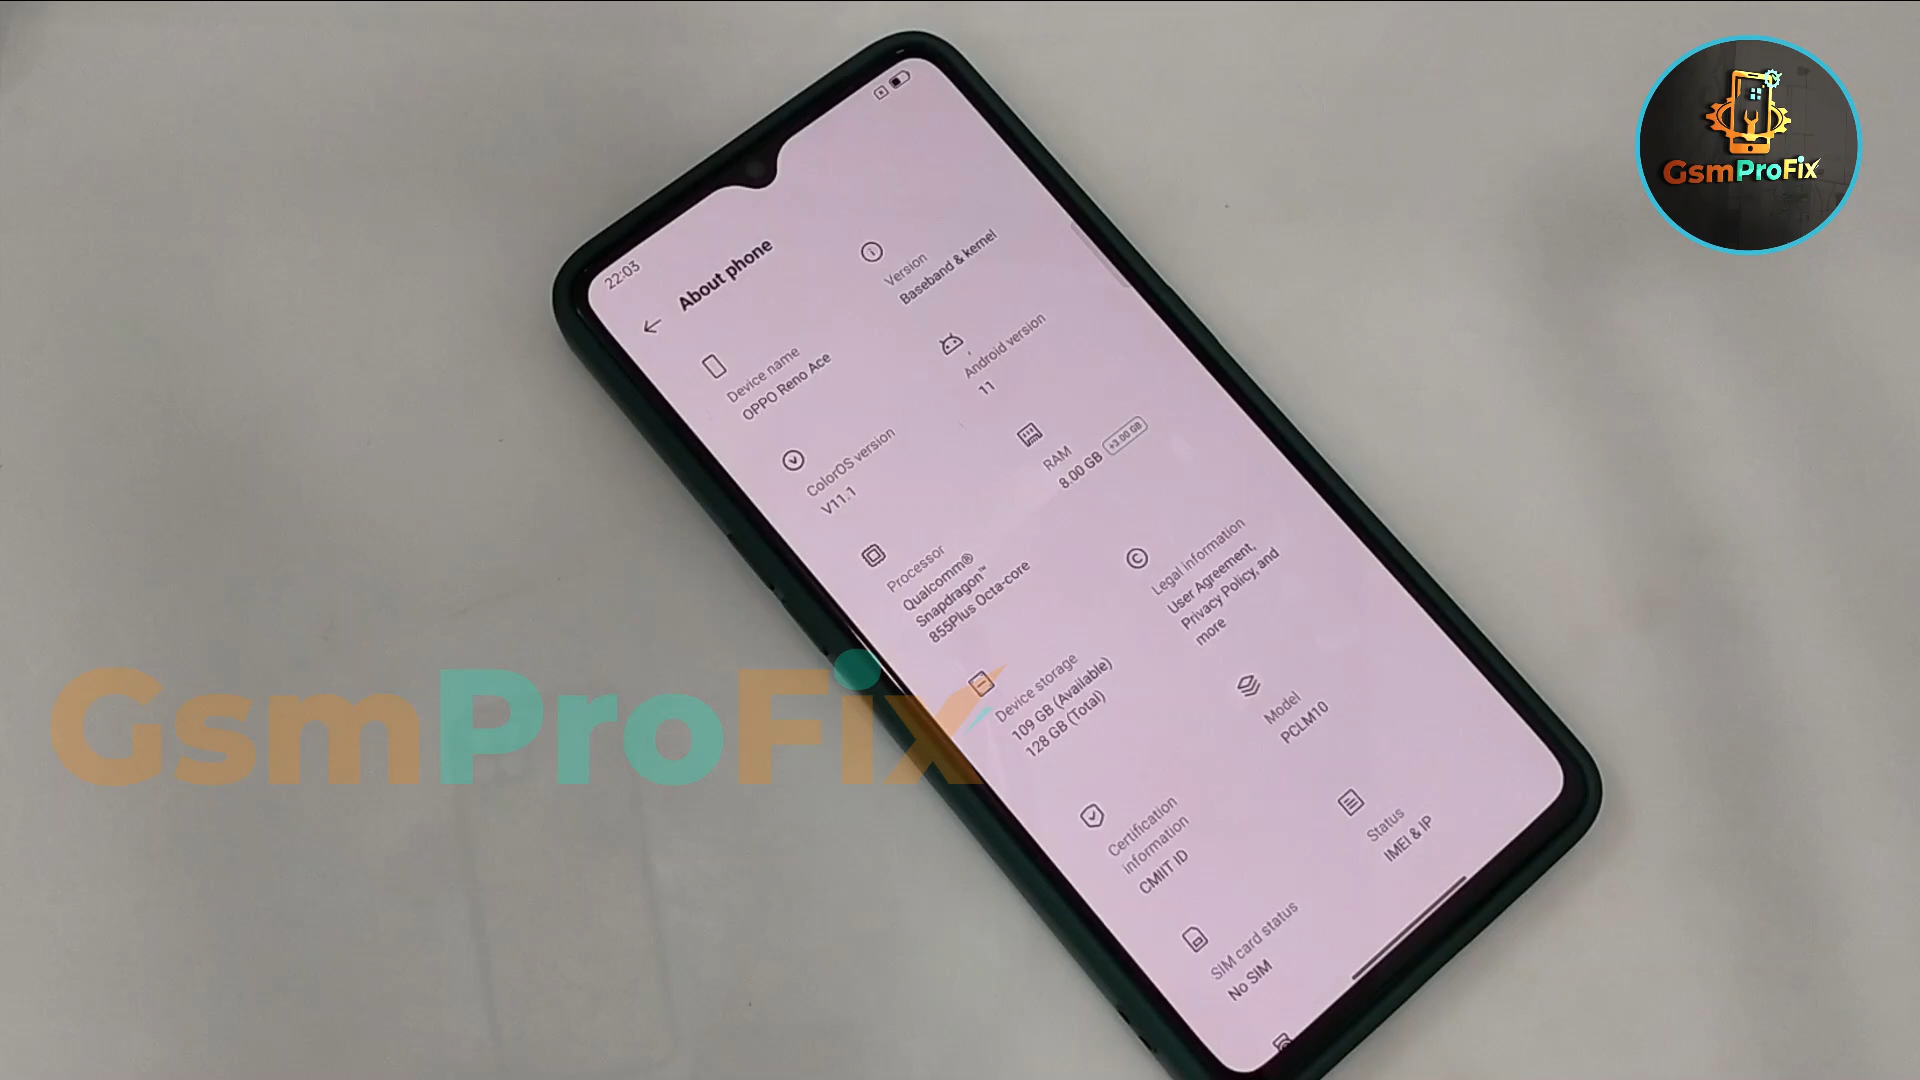 GsmProFix
22:03
About phone
Device name
OPPO Reno Ace
Version
Baseband & kernel
ColorOS version
V11.1
Android version
11
Processor
Qualcomm®
Snapdragon™
855Plus Octa-core
RAM
8.00 GB +3.00 GB
Device storage
109 GB (Available)
128 GB (Total)
Legal information
User Agreement,
Privacy Policy, and
more
Certification
information
CMIIT ID
Model
PCLM10
SIM card status
No SIM
Status
IMEI & IP
GsmProFix